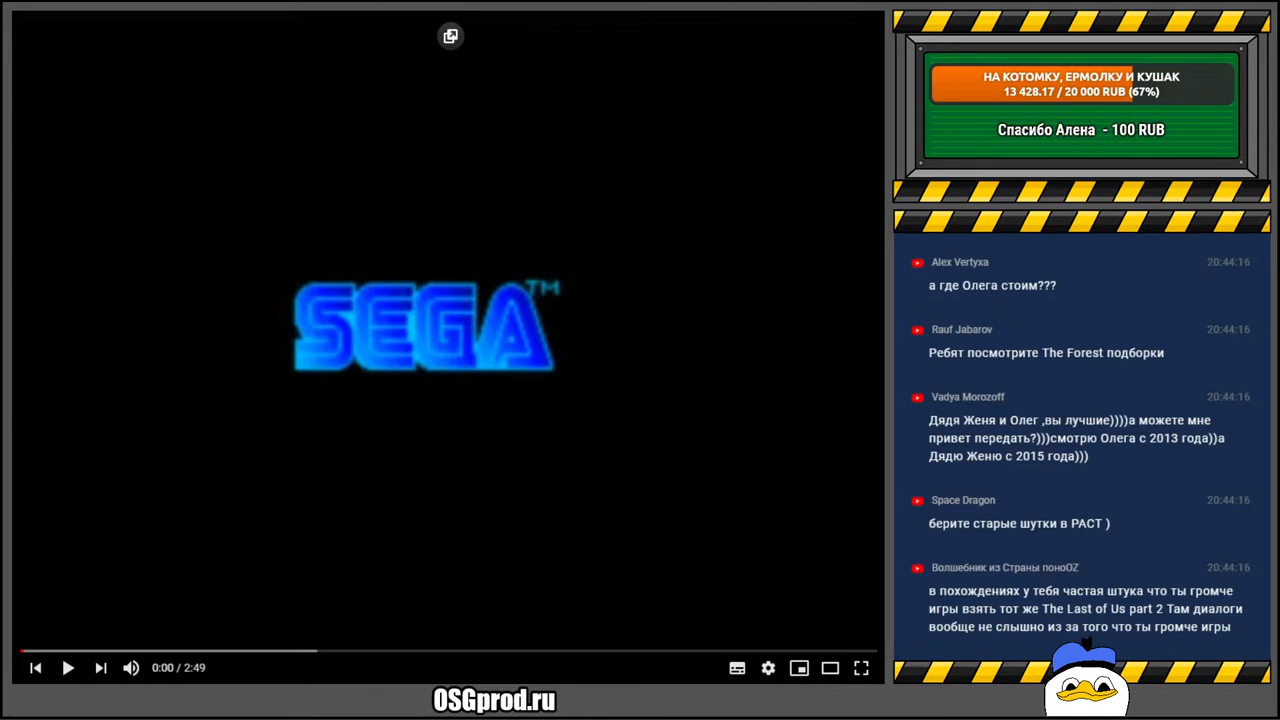 SEGA™
0:00 / 2:49
НА КОТОМКУ, ЕРМОЛКУ И КУШАК
13 428.17 / 20 000 RUB (67%)
Спасибо Алена - 100 RUB
Alex Vertyxa 20:44:16
а где Олега стоим???
Rauf Jabarov 20:44:16
Ребят посмотрите The Forest подборки
Vadya Morozoff 20:44:16
Дядя Женя и Олег ,вы лучшие))))а можете мне
привет передать?)))смотрю Олега с 2013 года))а
Дядю Женю с 2015 года)))
Space Dragon 20:44:16
берите старые шутки в РАСТ )
Волшебник из Страны поноOZ 20:44:16
в похождениях у тебя частая штука что ты громче
игры взять тот же The Last of Us part 2 Там диалоги
вообще не слышно из за того что ты громче игры
OSGprod.ru